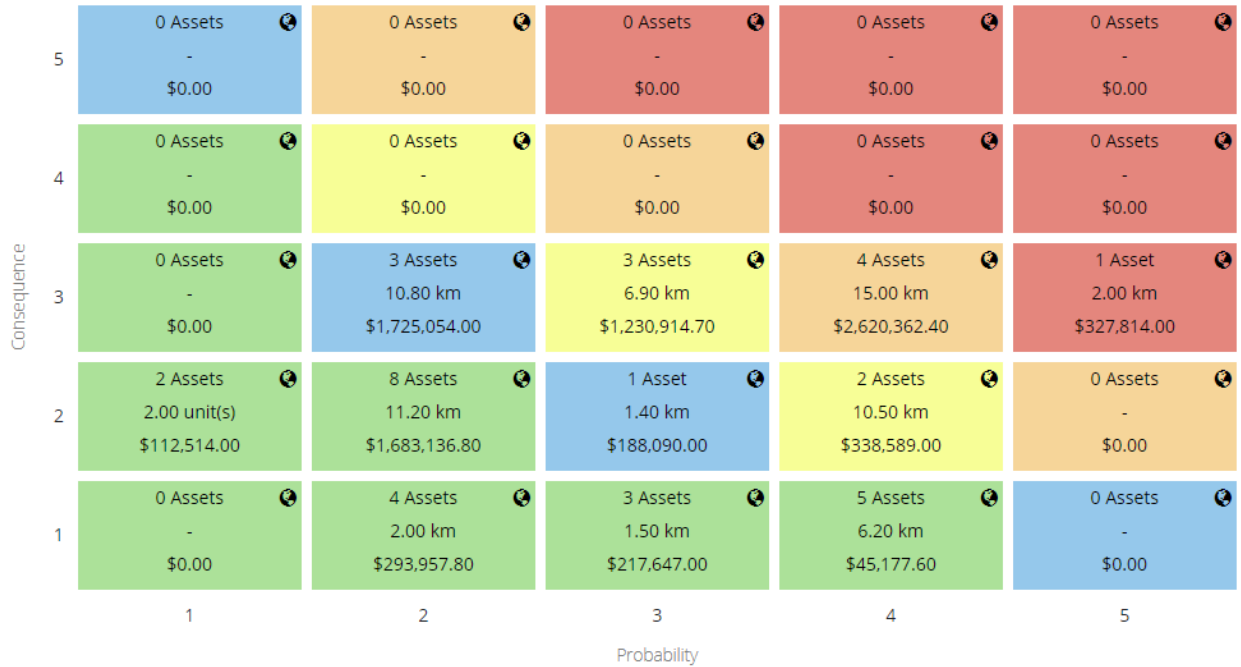 0 Assets
-
$0.00
0 Assets
-
$0.00
0 Assets
-
$0.00
0 Assets
-
$0.00
0 Assets
-
$0.00
5
0 Assets
-
$0.00
0 Assets
-
$0.00
0 Assets
-
$0.00
0 Assets
-
$0.00
0 Assets
-
$0.00
4
Consequence
0 Assets
-
$0.00
3 Assets
10.80 km
$1,725,054.00
3 Assets
6.90 km
$1,230,914.70
4 Assets
15.00 km
$2,620,362.40
1 Asset
2.00 km
$327,814.00
3
2 Assets
2.00 unit(s)
$112,514.00
8 Assets
11.20 km
$1,683,136.80
1 Asset
1.40 km
$188,090.00
2 Assets
10.50 km
$338,589.00
0 Assets
-
$0.00
2
0 Assets
-
$0.00
4 Assets
2.00 km
$293,957.80
3 Assets
1.50 km
$217,647.00
5 Assets
6.20 km
$45,177.60
0 Assets
-
$0.00
1
1
2
3
4
5
Probability